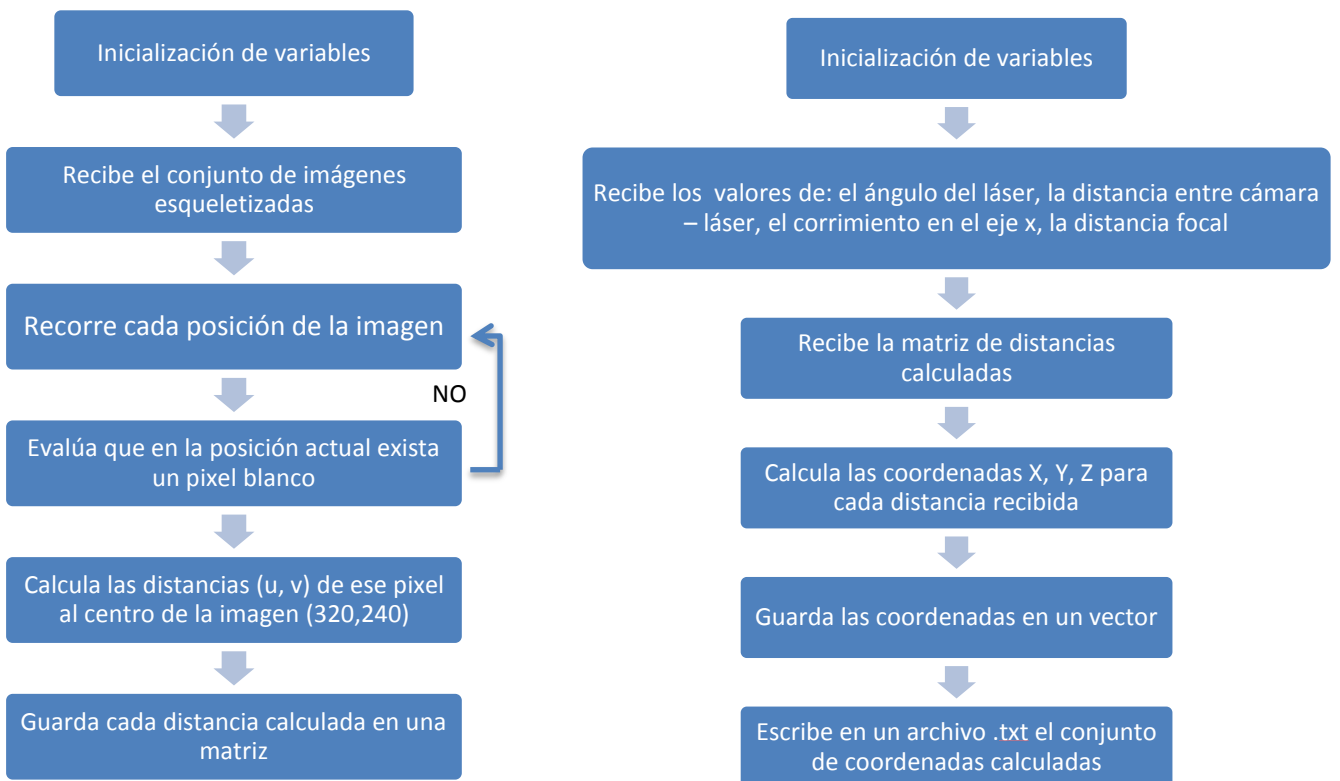 Inicialización de variables
Recibe el conjunto de imágenes
esqueletizadas
Recorre cada posición de la imagen
NO
Evalúa que en la posición actual exista
un pixel blanco
Calcula las distancias (u, v) de ese pixel
al centro de la imagen (320,240)
Guarda cada distancia calculada en una
matriz
Inicialización de variables
Recibe los valores de: el ángulo del láser, la distancia entre cámara
– láser, el corrimiento en el eje x, la distancia focal
Recibe la matriz de distancias
calculadas
Calcula las coordenadas X, Y, Z para
cada distancia recibida
Guarda las coordenadas en un vector
Escribe en un archivo .txt el conjunto
de coordenadas calculadas